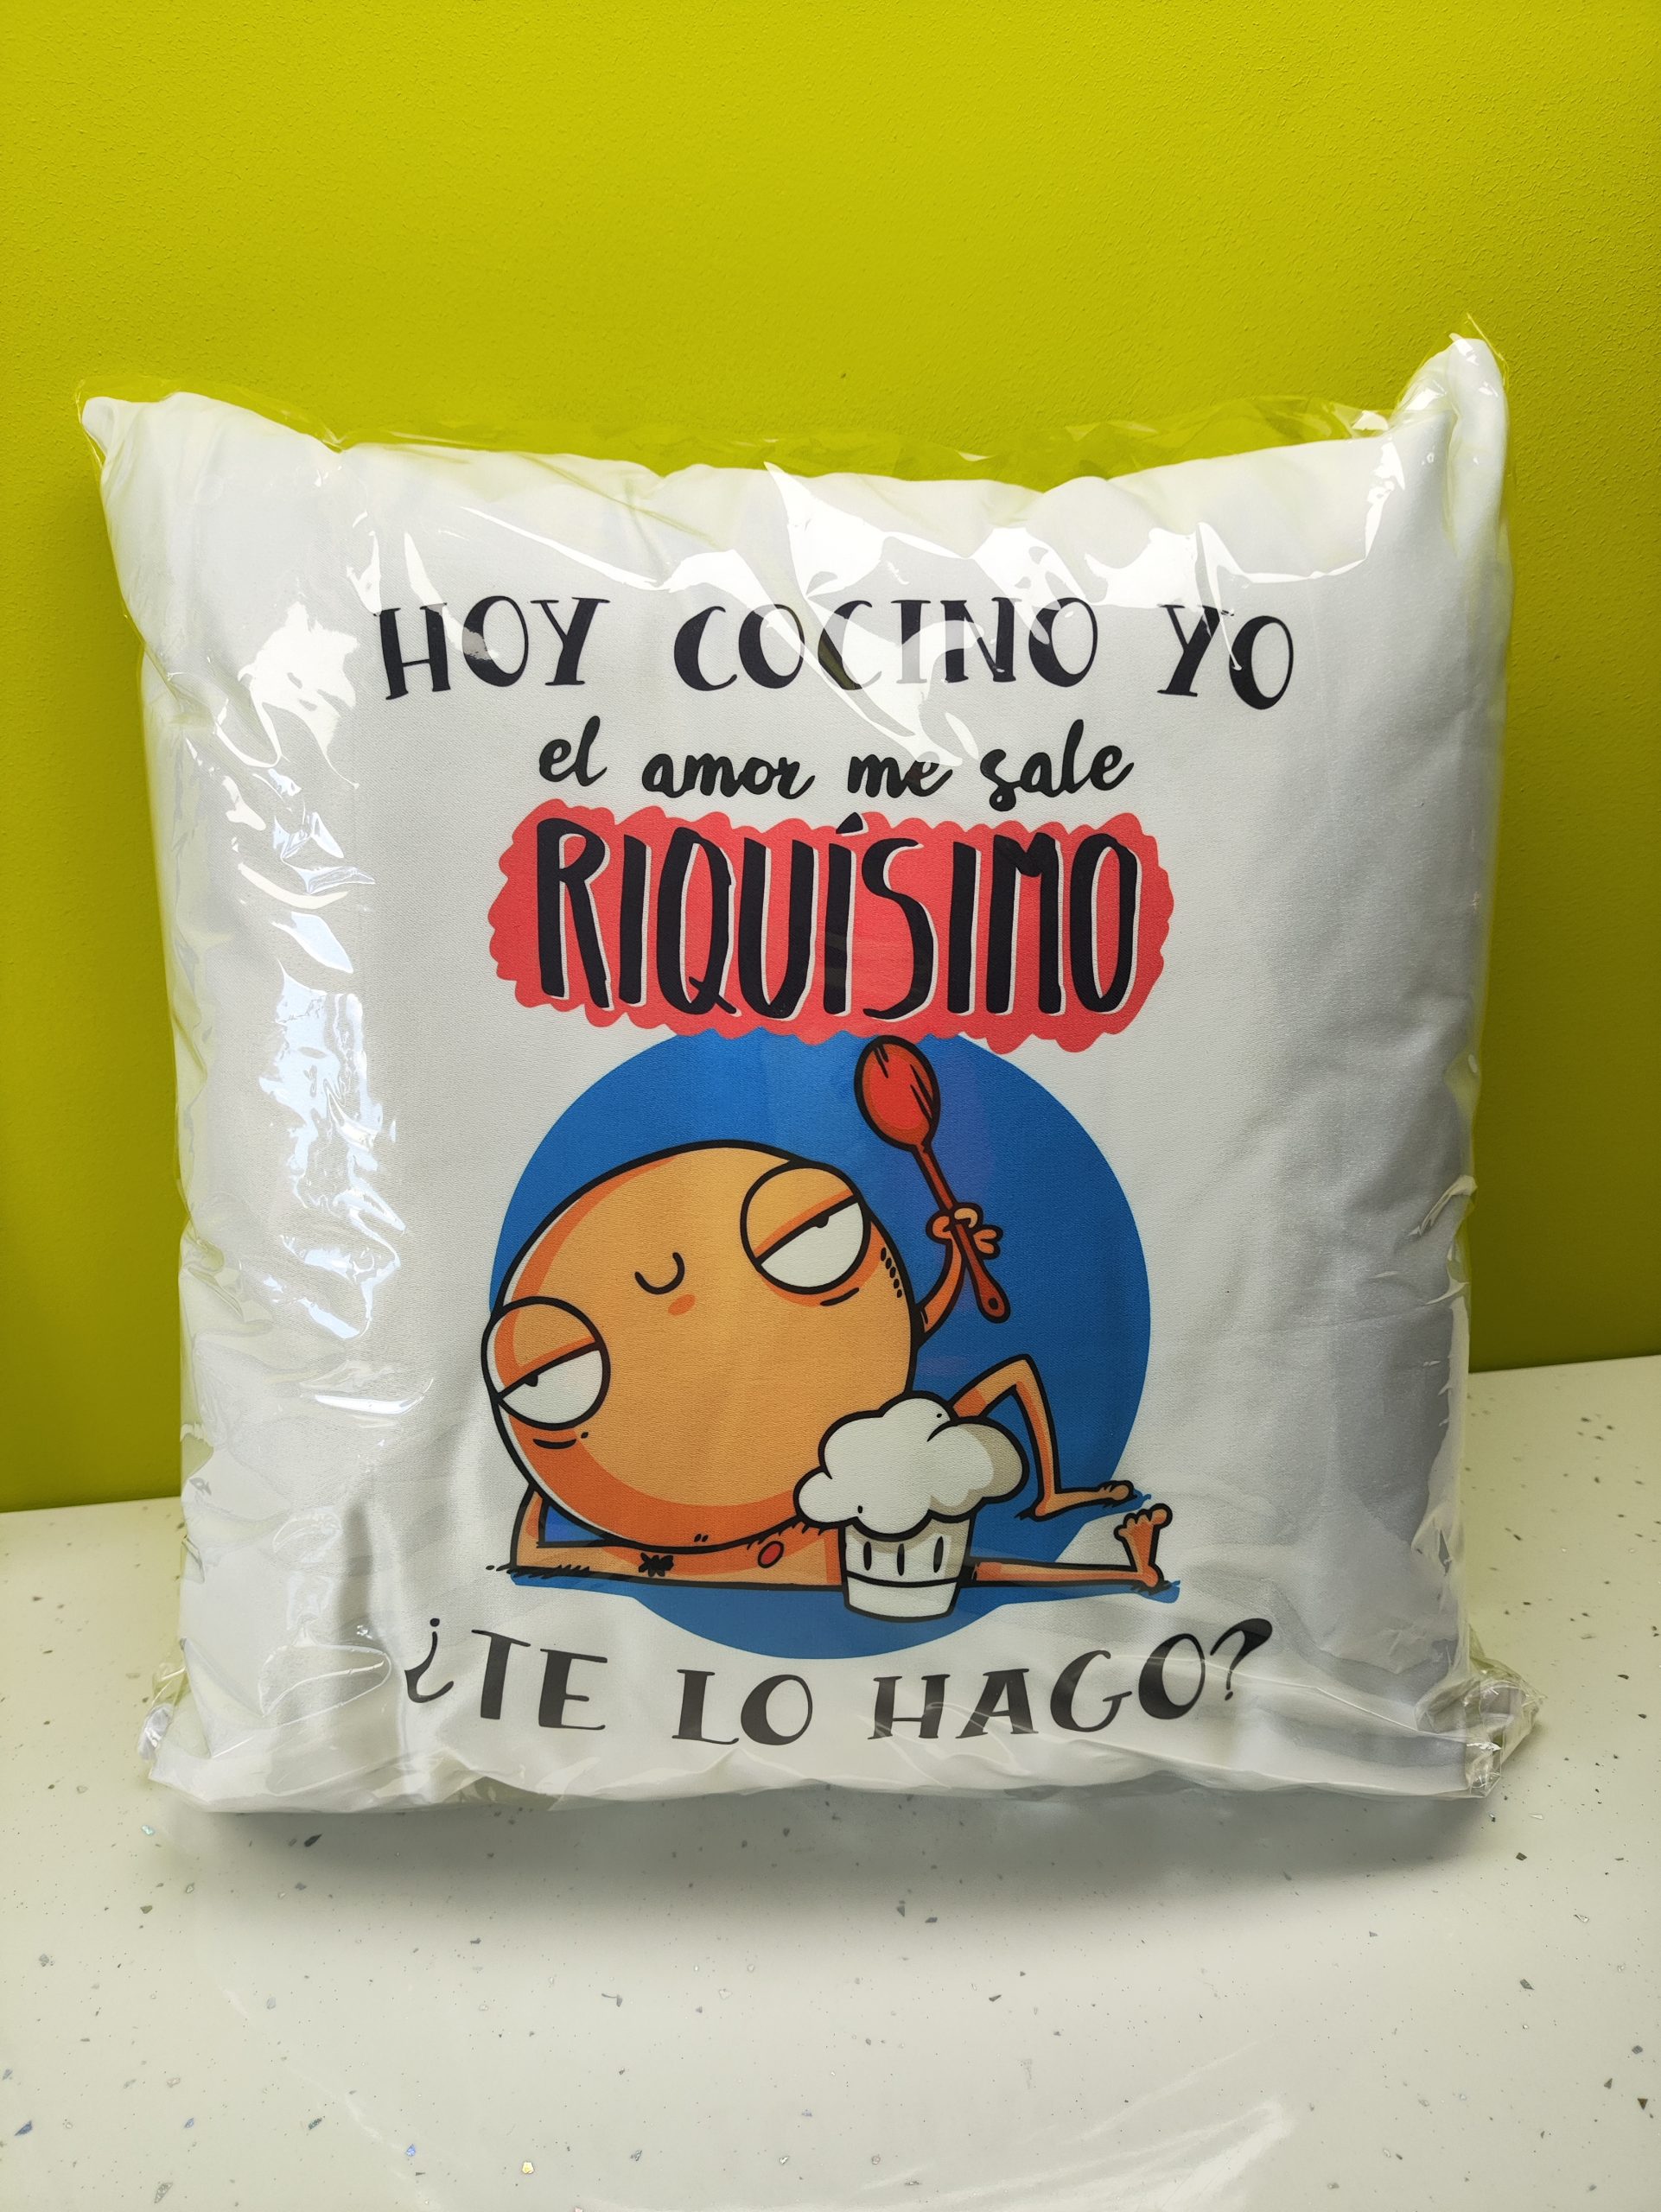 HOY COCINO YO
el amor me sale
RIQUÍSIMO
¿TE LO HAGO?